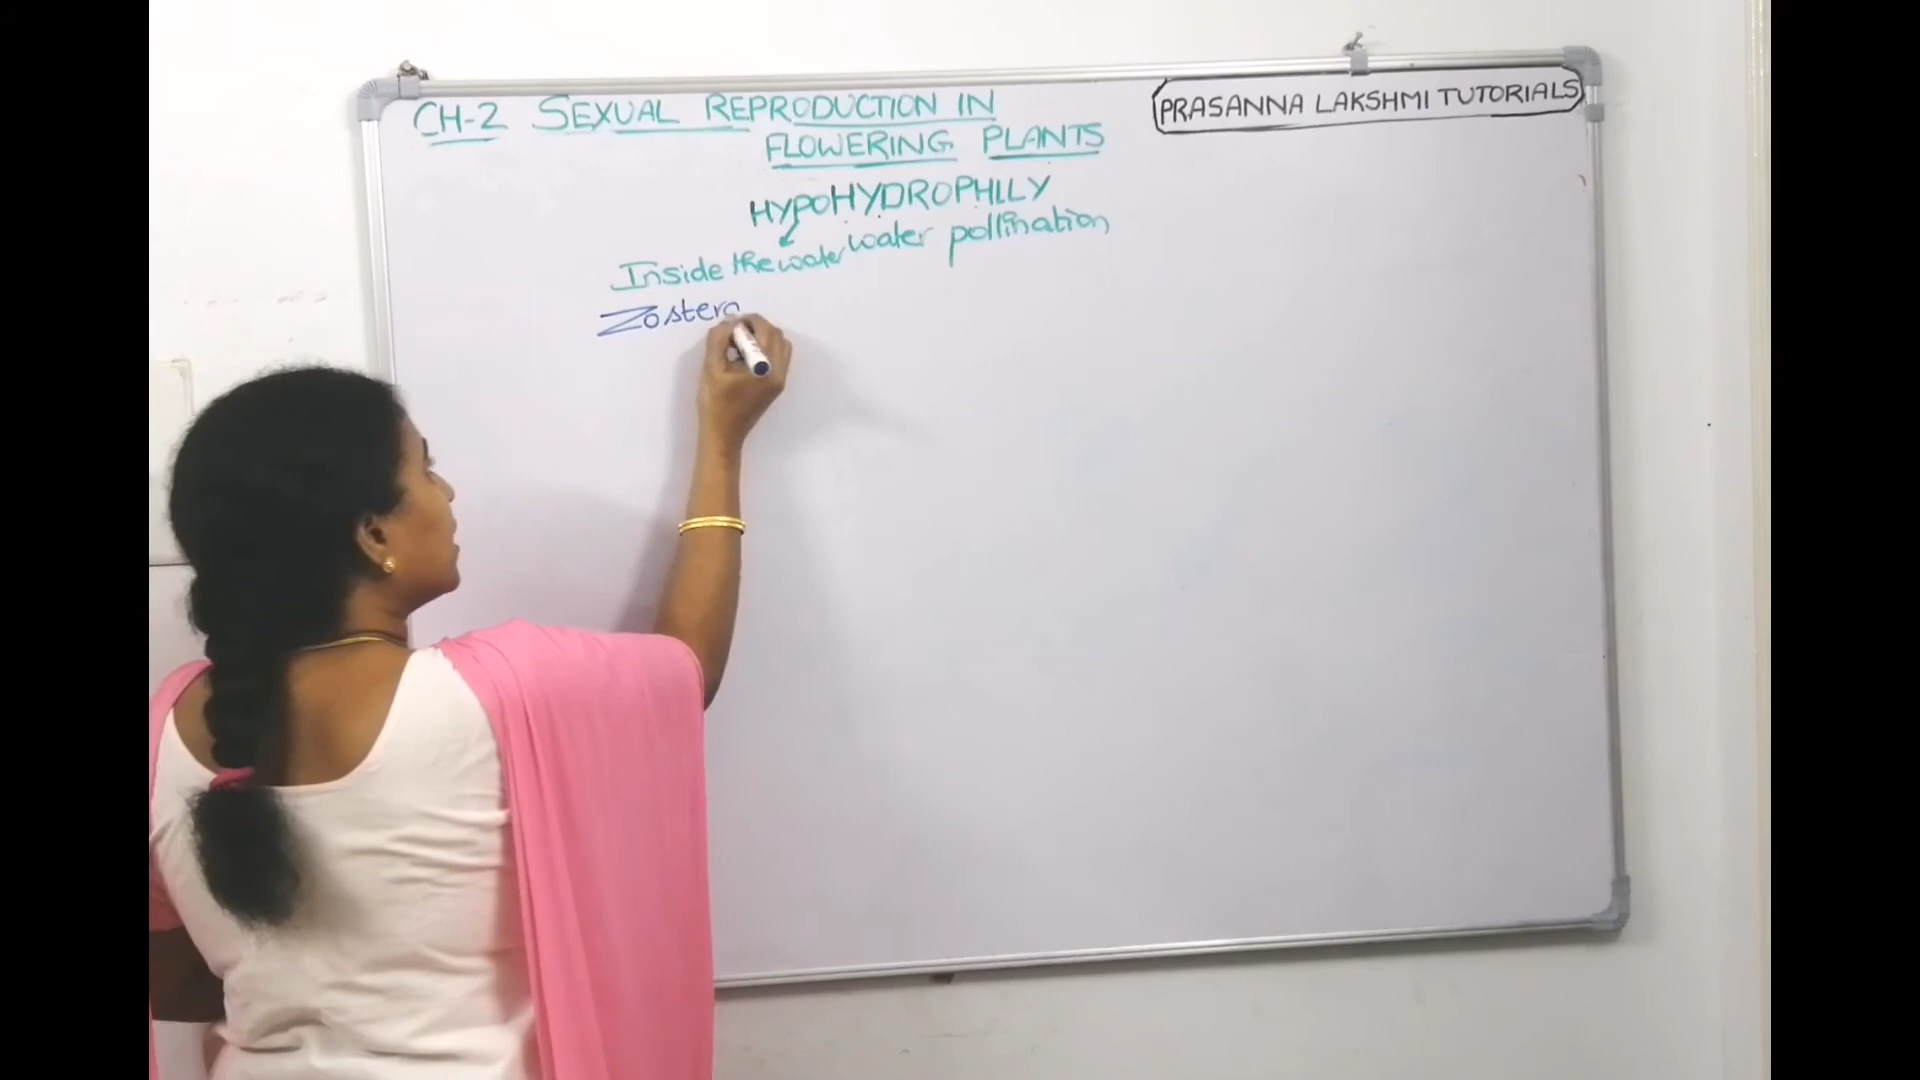 CH-2 SEXUAL REPRODUCTION IN
FLOWERING PLANTS
PRASANNA LAKSHMI TUTORIALS
HYPOHYDROPHILY
Inside the water water pollination
Zostera